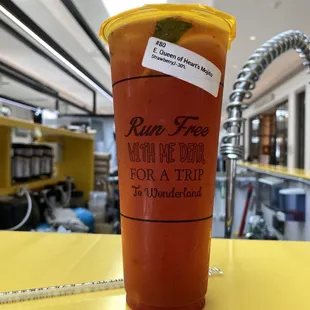 #80
E. Queen of Heart's Mojito
Run Free
WITH ME DEAR,
FOR A TRIP
To Wonderland